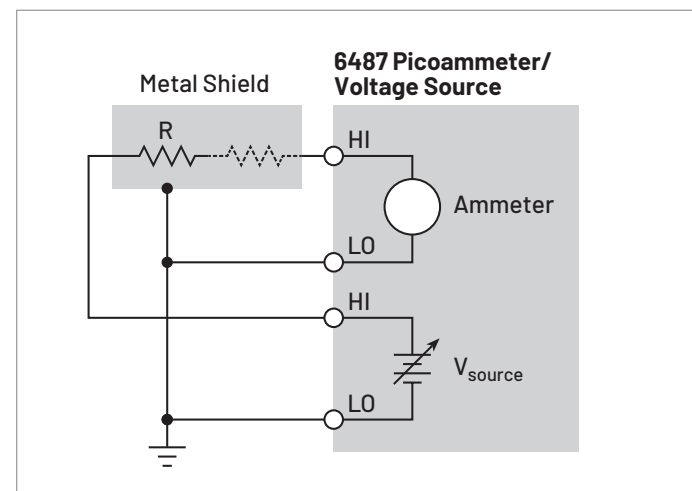 6487 Picoammeter/
Voltage Source
Metal Shield
R
HI
Ammeter
LO
HI
Vsource
LO